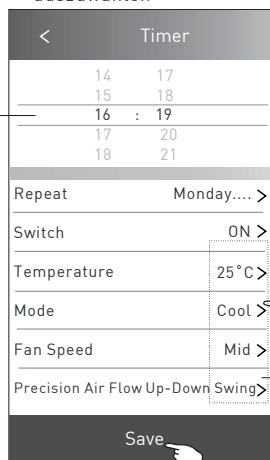 < Timer
14 17
15 18
16 : 19
17 20
18 21
Repeat Monday.... >
Switch ON >
Temperature 25°C >
Mode Cool >
Fan Speed Mid >
Precision Air Flow Up-Down Swing >
Save